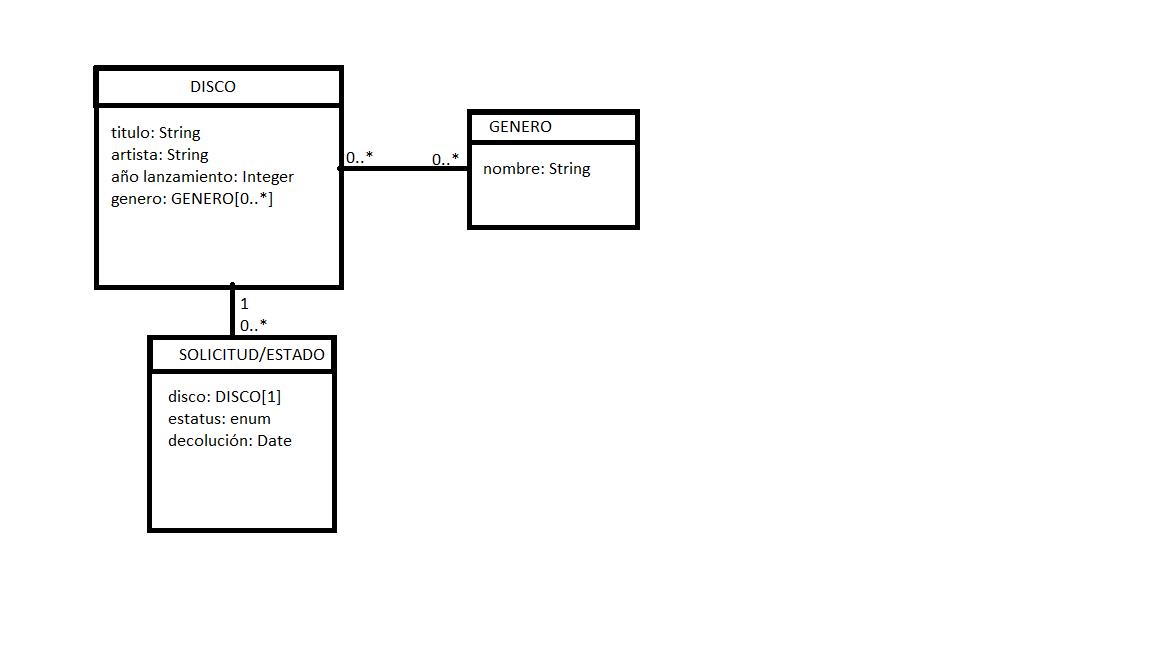 DISCO
titulo: String
artista: String
año lanzamiento: Integer
genero: GENERO[0..*]
0..*
0..*
GENERO
nombre: String
1
0..*
SOLICITUD/ESTADO
disco: DISCO[1]
estatus: enum
decolución: Date